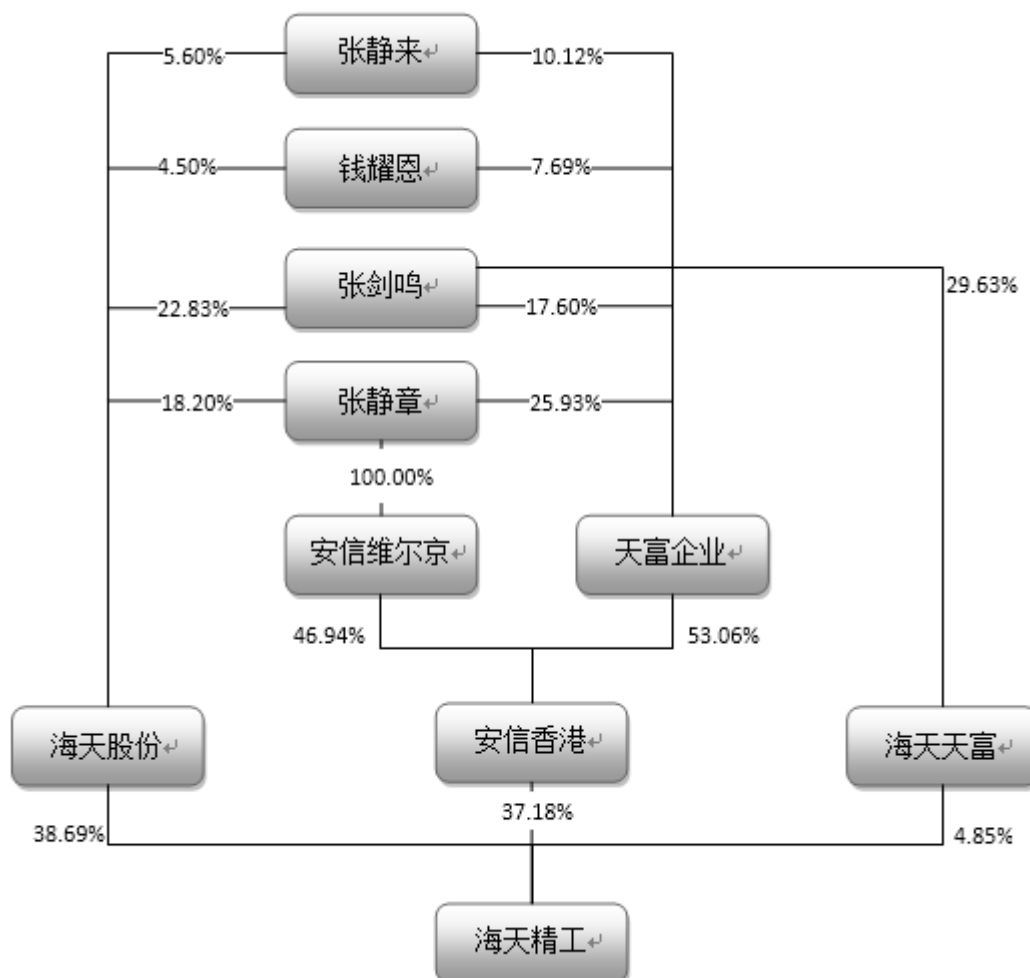 5.60%
张静来
10.12%
4.50%
钱耀恩
7.69%
张剑鸣
29.63%
22.83%
17.60%
18.20%
张静章
25.93%
100.00%
安信维尔京
天富企业
46.94%
53.06%
海天股份
安信香港
海天天富
37.18%
38.69%
4.85%
海天精工